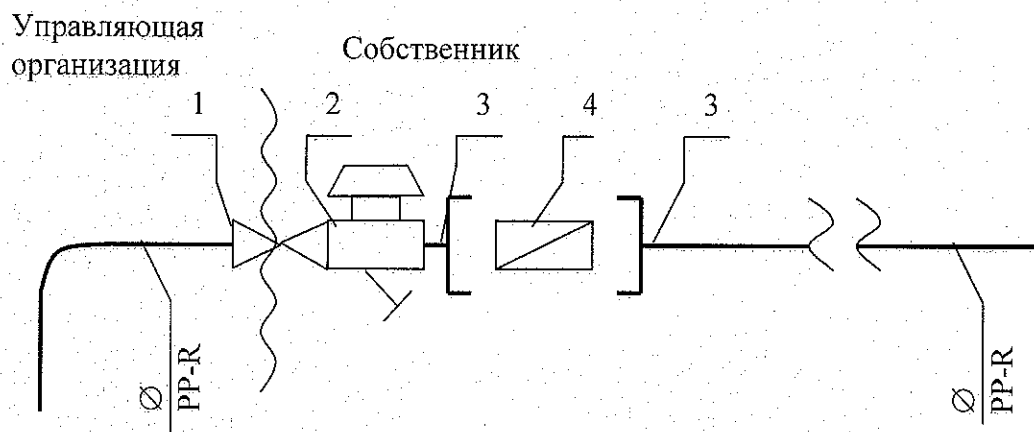 Управляющая
организация
Собственник
1
2
3
4
3
Ø
PP-R
Ø
PP-R